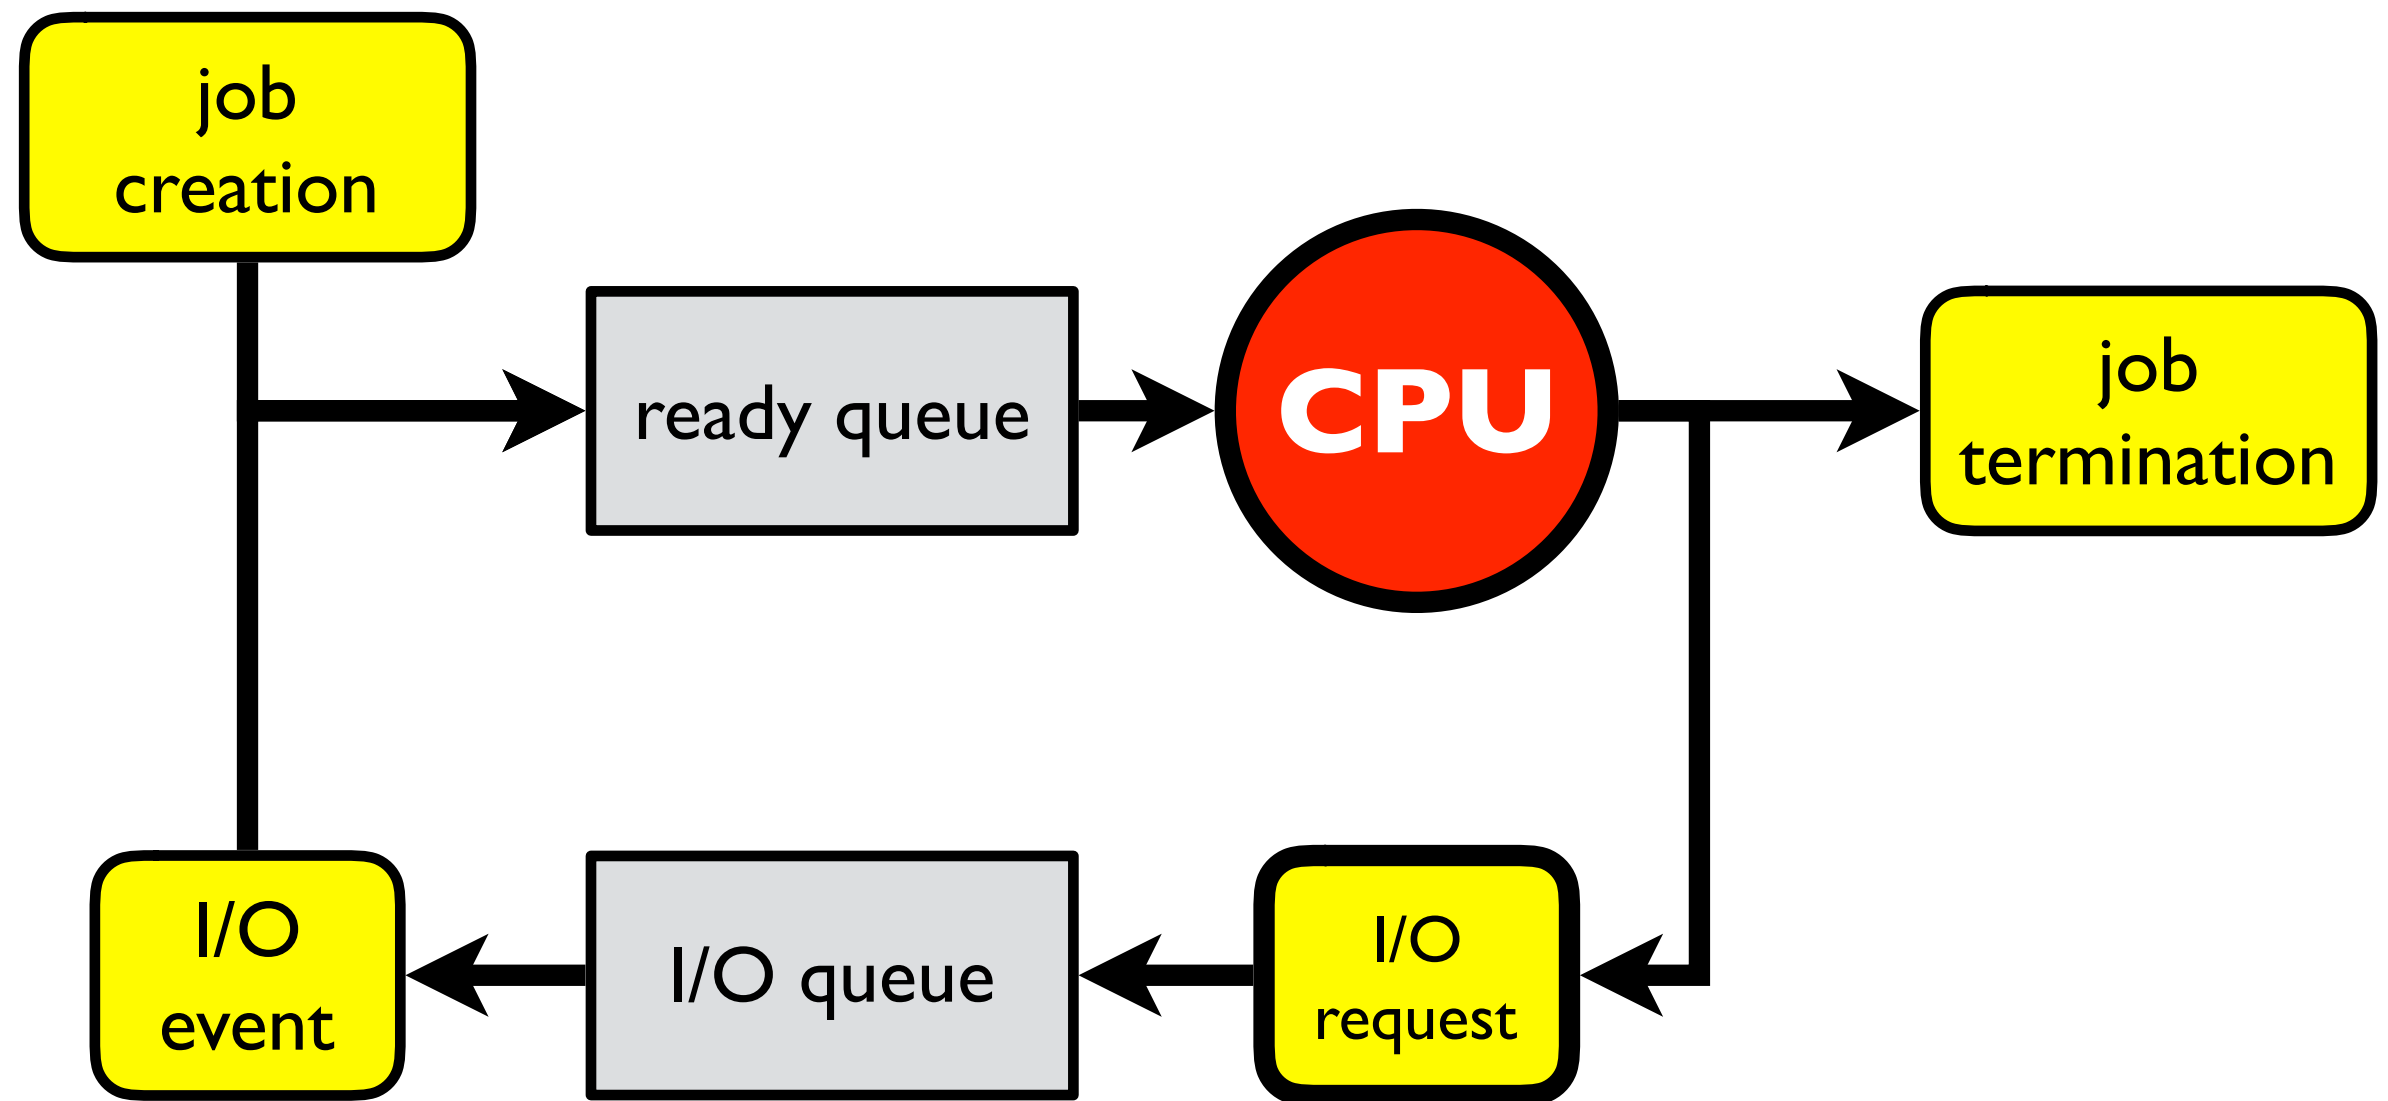 job
creation
ready queue
CPU
job
termination
I/O
event
I/O queue
I/O
request